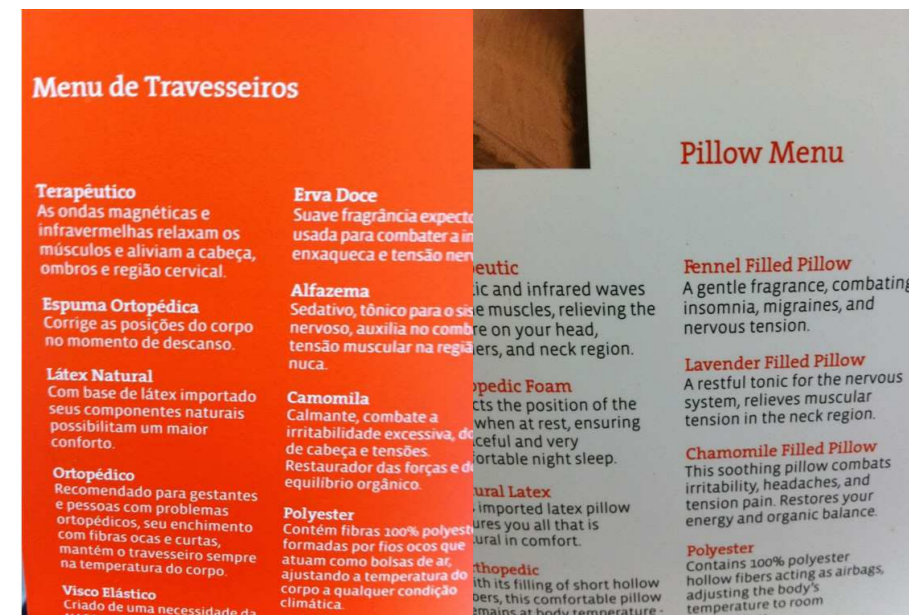 Menu de Travesseiros
Terapêutico
As ondas magnéticas e
infravermelhas relaxam os
músculos e aliviam a cabeça,
ombros e região cervical.
Espuma Ortopédica
Corrige as posições do corpo
no momento de descanso.
Látex Natural
Com base de látex importado
seus componentes naturais
possibilitam um maior
conforto.
Ortopédico
Recomendado para gestantes
e pessoas com problemas
ortopédicos, seu enchimento
com fibras ocas e curtas,
mantém o travesseiro sempre
na temperatura do corpo.
Visco Elástico
Criado de uma necessidade da
Erva Doce
Suave fragrância
usada para combater a
enxaqueca e tensão
Alfazema
Sedativo, tônico para o
nervoso, auxilia no
tensão muscular na
nuca.
Camomila
Calmante, combate a
irritabilidade excessiva,
de cabeça e tensões.
Restaurador das forças e
equilíbrio orgânico.
Polyester
Contém fibras 100%
formadas por fios ocos que
atuam como bolsas de ar,
ajustando a temperatura do
corpo a qualquer condição
climática.
Pillow Menu
and infrared waves
muscles, relieving the
on your head,
and neck region.
Foam
the position of the
when at rest, ensuring
and very
night sleep.
Latex
imported latex pillow
you all that is
in comfort.
its filling of short hollow
this comfortable pillow
at body temperature -
Fennel Filled Pillow
A gentle fragrance, combating
insomnia, migraines, and
nervous tension.
Lavender Filled Pillow
A restful tonic for the nervous
system, relieves muscular
tension in the neck region.
Chamomile Filled Pillow
This soothing pillow combats
irritability, headaches, and
tension pain. Restores your
energy and organic balance.
Polyester
Contains 100% polyester
hollow fibers acting as airbags,
adjusting the body's
temperature to room